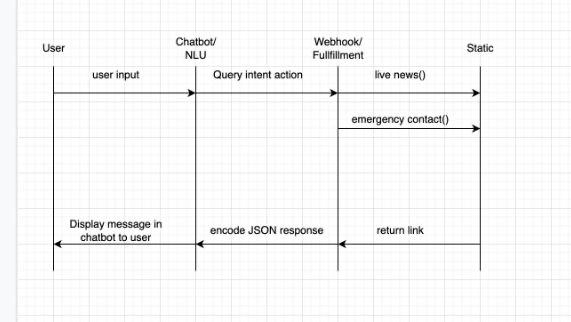 User
Chatbot/
NLU
Webhook/
Fullfillment
Static
user input
Query intent action
live news()
emergency contact()
Display message in
chatbot to user
encode JSON response
return link